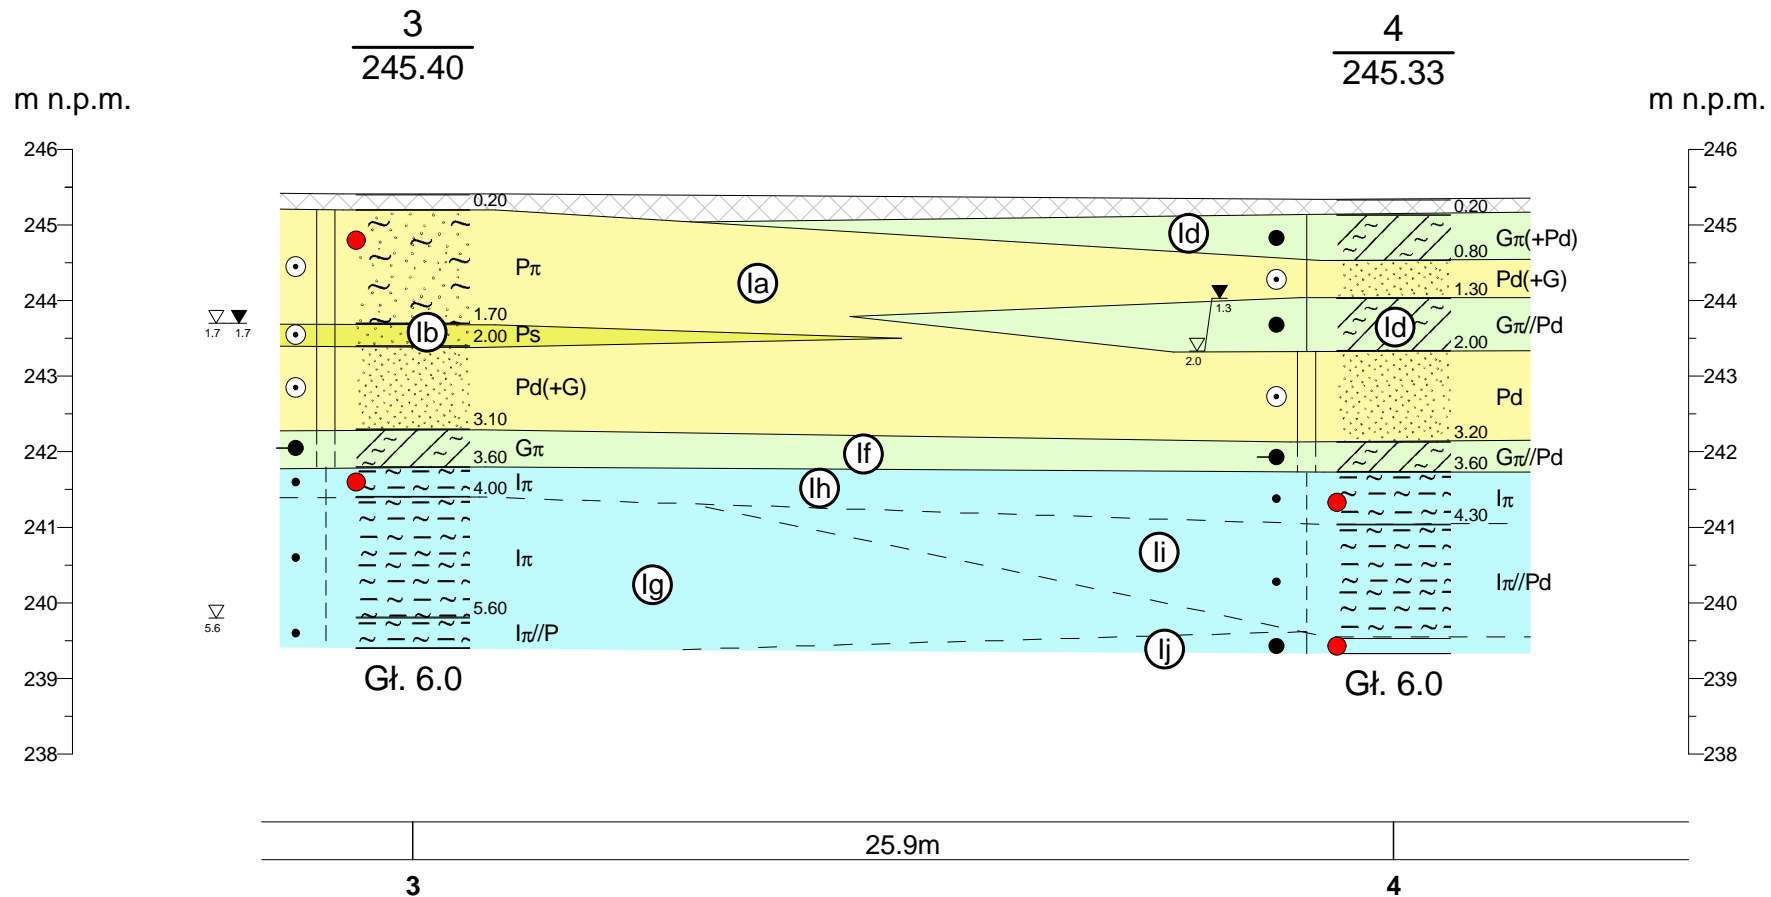 3
245.40
4
245.33
m n.p.m.
m n.p.m.
246
246
0.20
0.20
245
245
Id
Gπ(+Pd)
0.80
Pπ
Ia
Pd(+G)
1.30
244
244
1.3
1.70
1.7 1.7
Ib
2.00 Ps
Id
Gπ//Pd
2.00
2.0
243
243
Pd(+G)
Pd
3.10
3.20
242
242
Gπ
If
Gπ//Pd
3.60
3.60
Iπ
Ih
4.00
Iπ
4.30
241
241
Iπ
Ii
Ig
Iπ//Pd
240
240
5.60
5.6
Iπ//P
Ij
Gł. 6.0
Gł. 6.0
239
239
238
238
25.9m
3
4